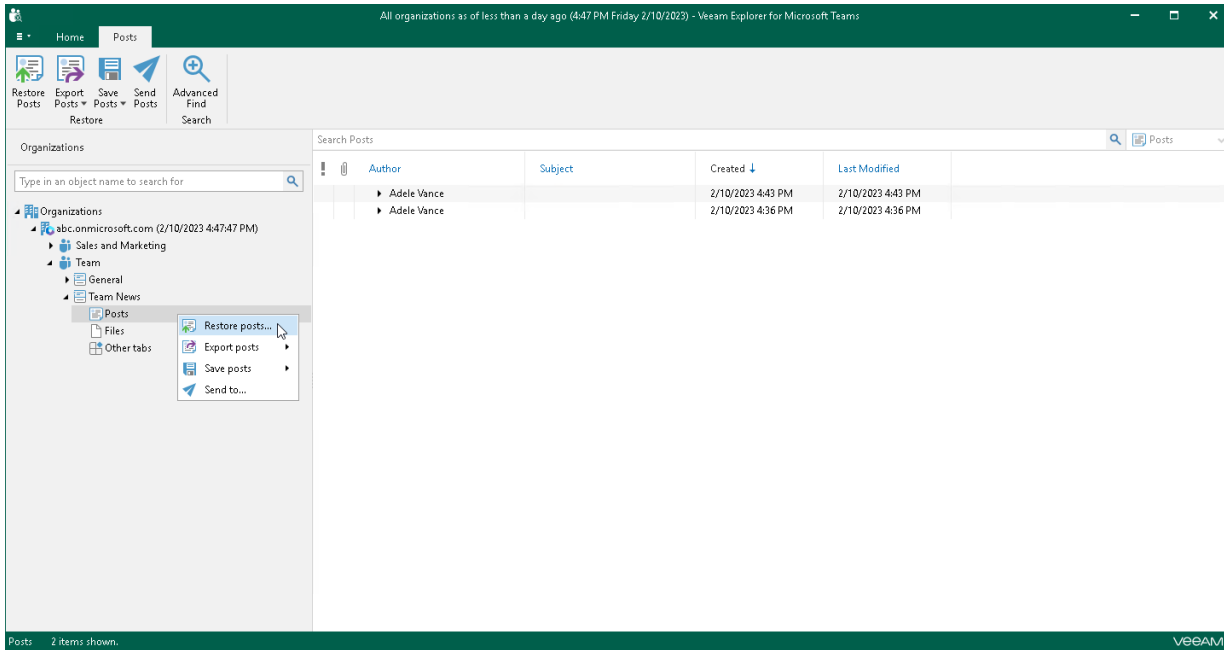 All organizations as of less than a day ago (4:47 PM Friday 2/10/2023) - Veeam Explorer for Microsoft Teams
Home Posts
Restore Posts
Export Posts
Save Posts
Send Posts
Advanced Find
Restore Search
Organizations
Type in an object name to search for
Organizations
abc.onmicrosoft.com (2/10/2023 4:47:47 PM)
Sales and Marketing
Team
General
Team News
Posts
Files
Other tabs
Restore posts...
Export posts
Save posts
Send to...
Search Posts Posts
Author Subject Created Last Modified
Adele Vance 2/10/2023 4:43 PM 2/10/2023 4:43 PM
Adele Vance 2/10/2023 4:36 PM 2/10/2023 4:36 PM
Posts 2 items shown. VeeAM